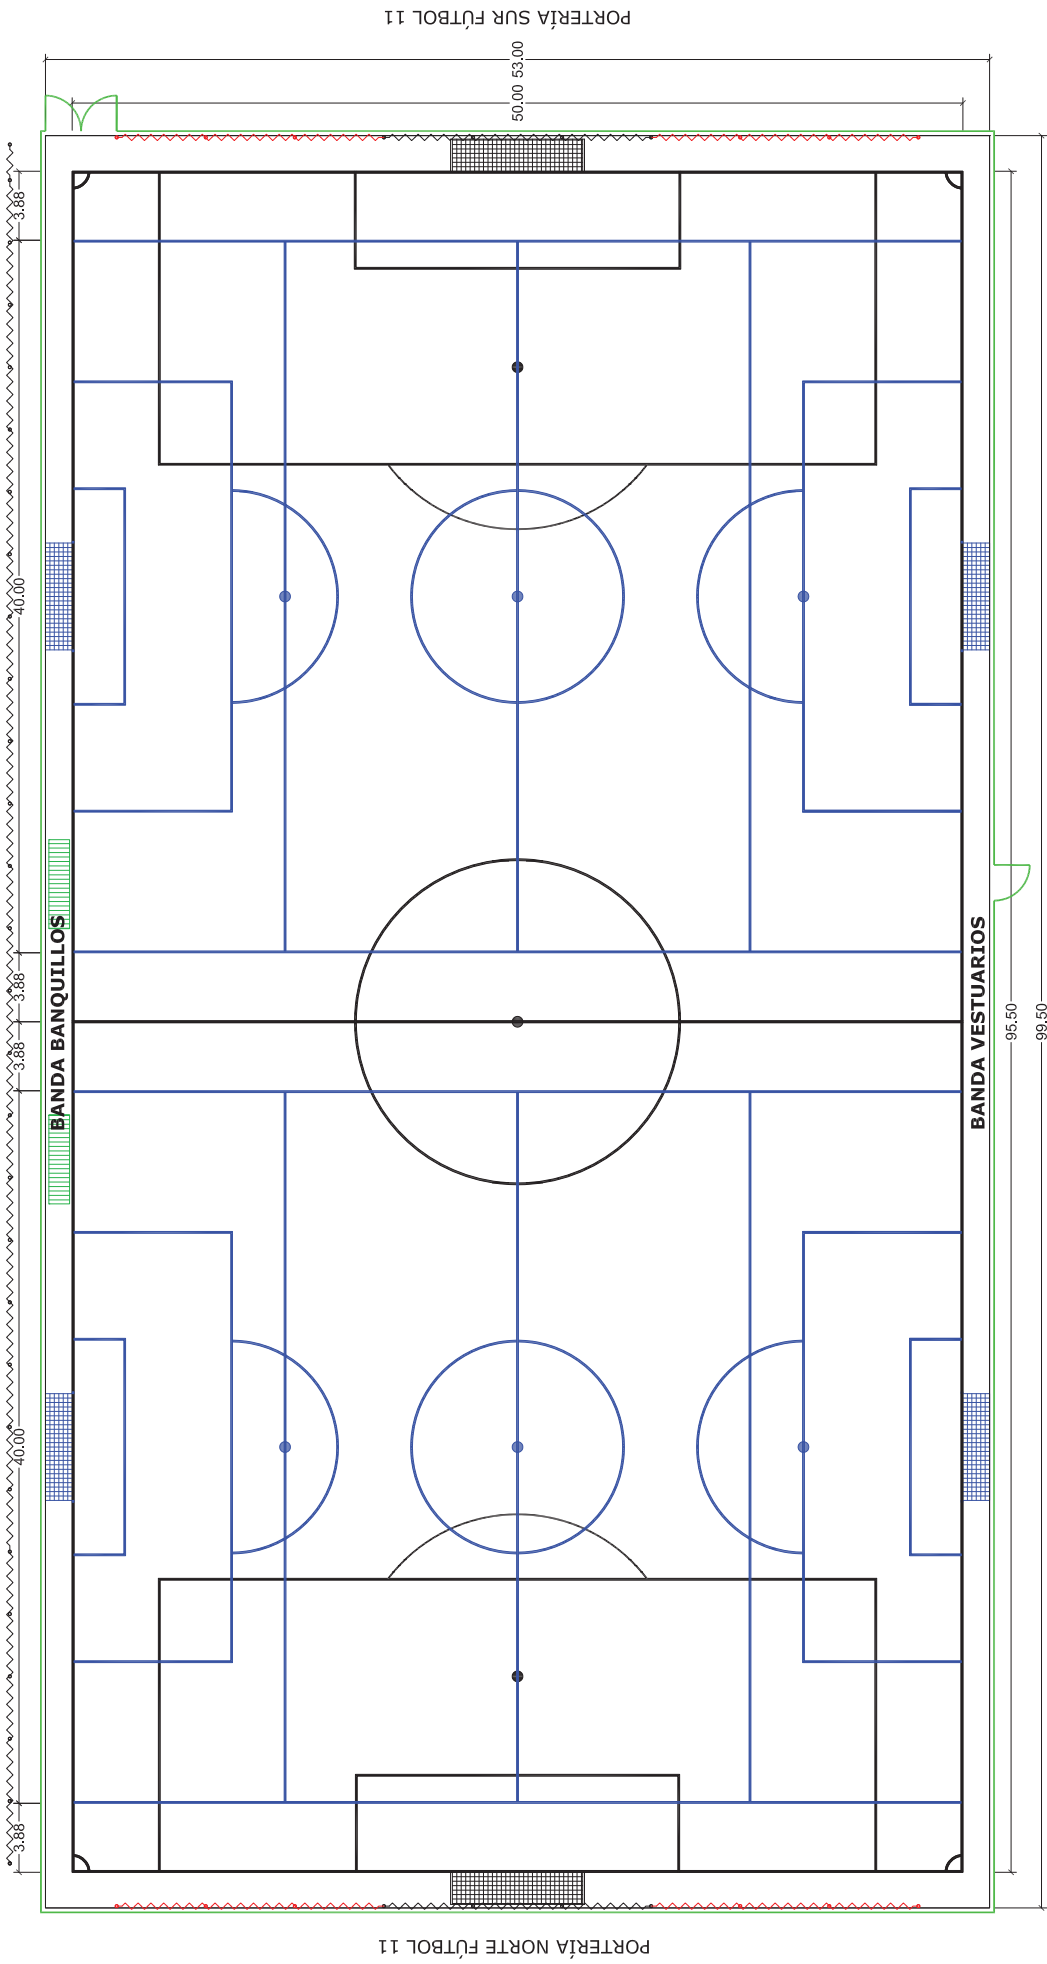 PORTERÍA SUR FÚTBOL 11
53.00
50.00
3.88
40.00
3.88
3.88
40.00
3.88
BANDA BANQUILLOS
BANDA VESTUARIOS
95.50
99.50
PORTERÍA NORTE FÚTBOL 11